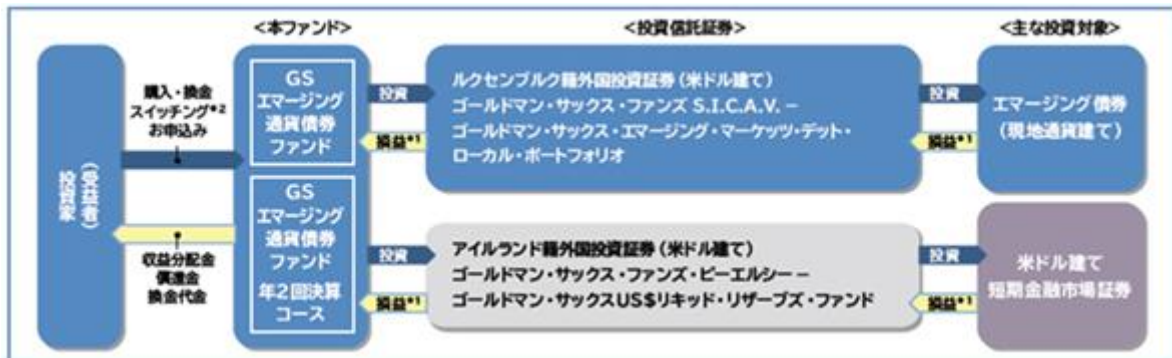 <本ファンド>
<投資信託証券>
<主な投資対象>
投資家
(受益者)
購入・換金
スイッチング*2
お申込み
収益分配金
償還金
換金代金
GS
エマージング
通貨債券
ファンド
GS
エマージング
通貨債券
ファンド
年2回決算
コース
投資
損益*1
ルクセンブルク籍外国投資証券(米ドル建て)
ゴールドマン・サックス・ファンズ S.I.C.A.V. −
ゴールドマン・サックス・エマージング・マーケッツ・デット・
ローカル・ポートフォリオ
投資
損益*1
エマージング債券
(現地通貨建て)
投資
損益*1
アイルランド籍外国投資証券(米ドル建て)
ゴールドマン・サックス・ファンズ・ピーエルシー −
ゴールドマン・サックスUS$リキッド・リザーブズ・ファンド
投資
損益*1
米ドル建て
短期金融市場証券